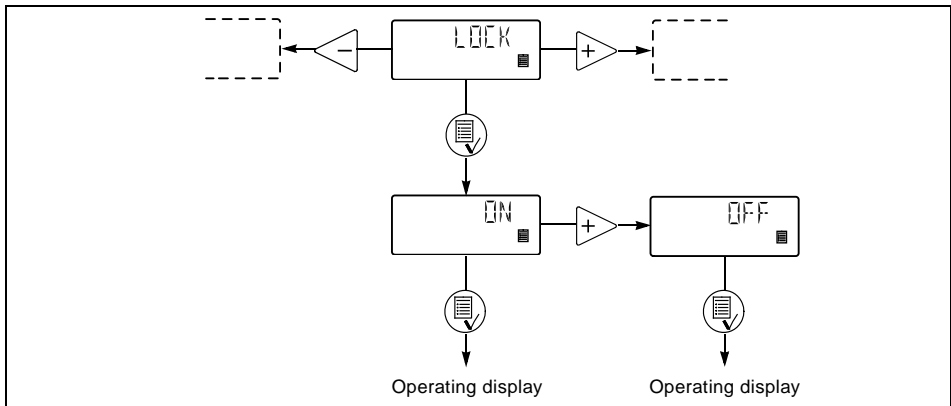 LOCK
- +
ON
+
OFF
Operating display
Operating display